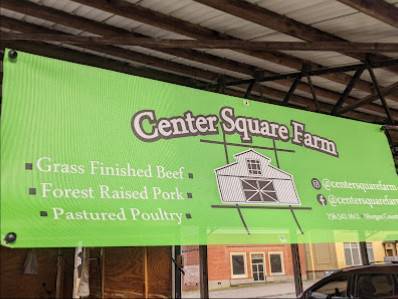 Center Square Farm
Grass Finished Beef
Forest Raised Pork
Pastured Poultry
@centersquarefarm
@centersquarefarm